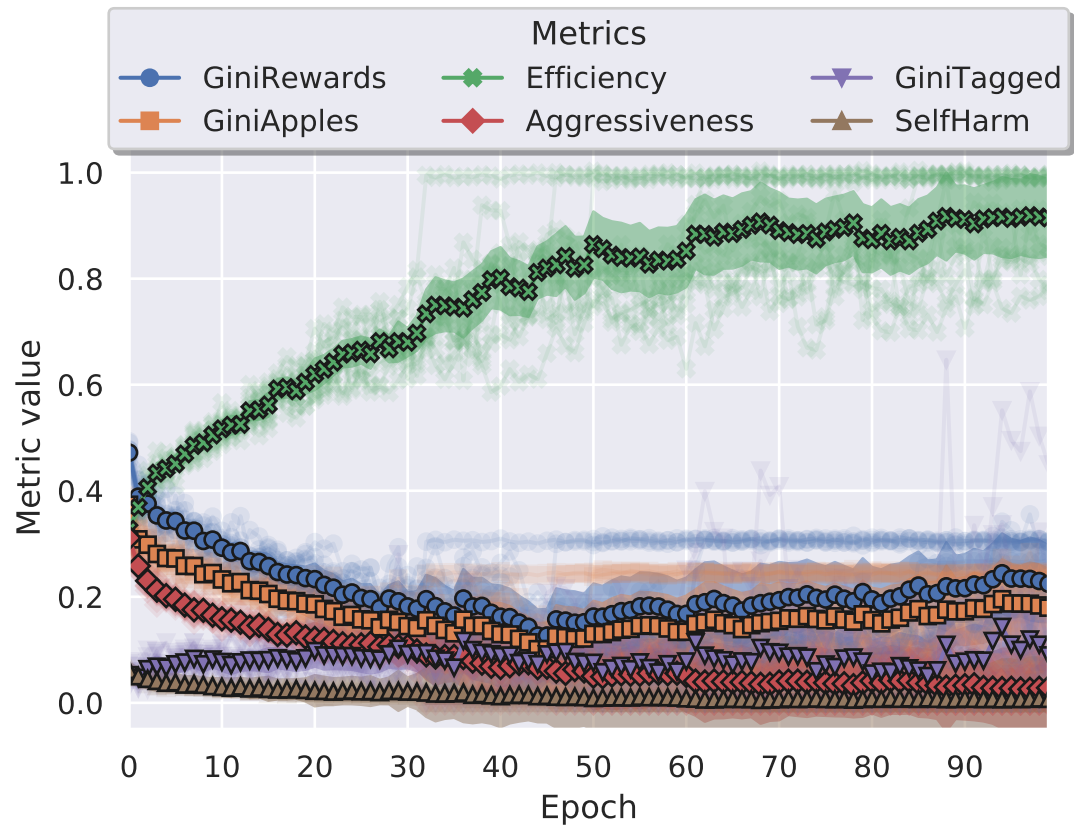 Metrics
GiniRewards Efficiency GiniTagged
GiniApples Aggressiveness SelfHarm
1.0
0.8
0.6
0.4
0.2
0.0
Metric value
0 10 20 30 40 50 60 70 80 90
Epoch